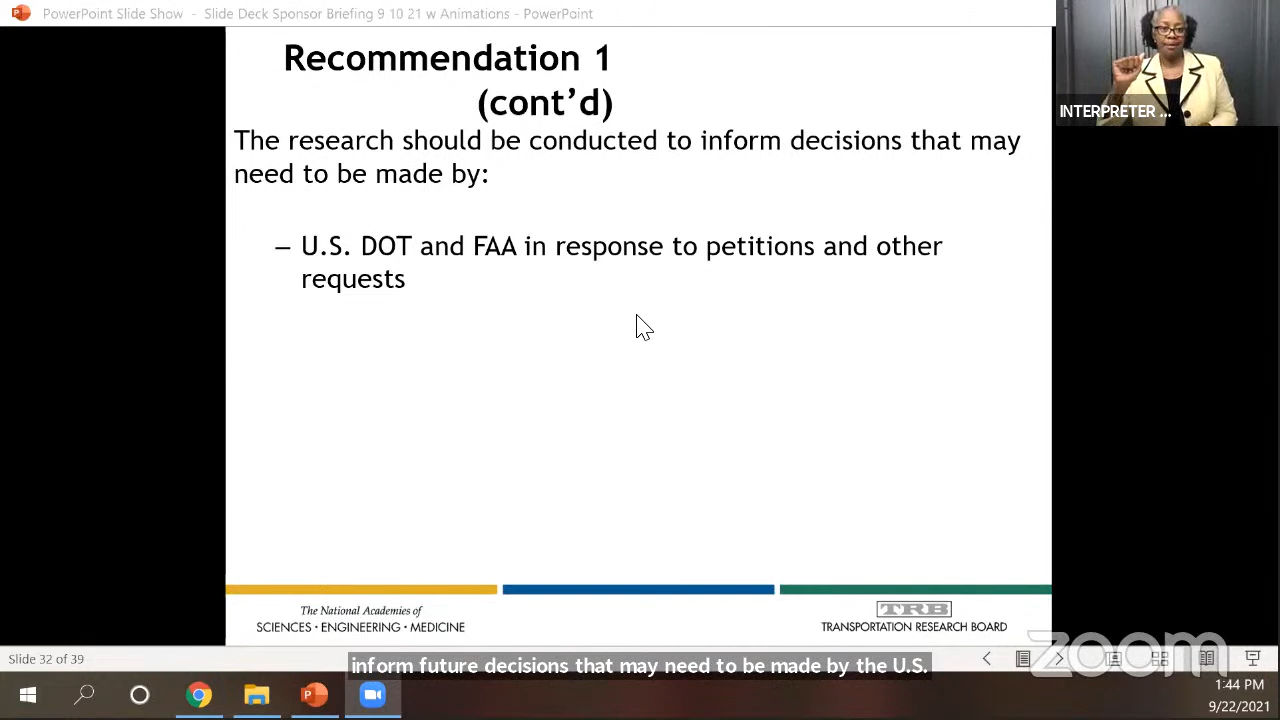 PowerPoint Slide Show - Slide Deck Sponsor Briefing 9 10 21 w Animations - PowerPoint
INTERPRETER ...
Recommendation 1
(cont’d)
The research should be conducted to inform decisions that may
need to be made by:
– U.S. DOT and FAA in response to petitions and other
requests
The National Academies of
SCIENCES · ENGINEERING · MEDICINE
TRB
TRANSPORTATION RESEARCH BOARD
zoom
Slide 32 of 39
inform future decisions that may need to be made by the U.S.
1:44 PM
9/22/2021